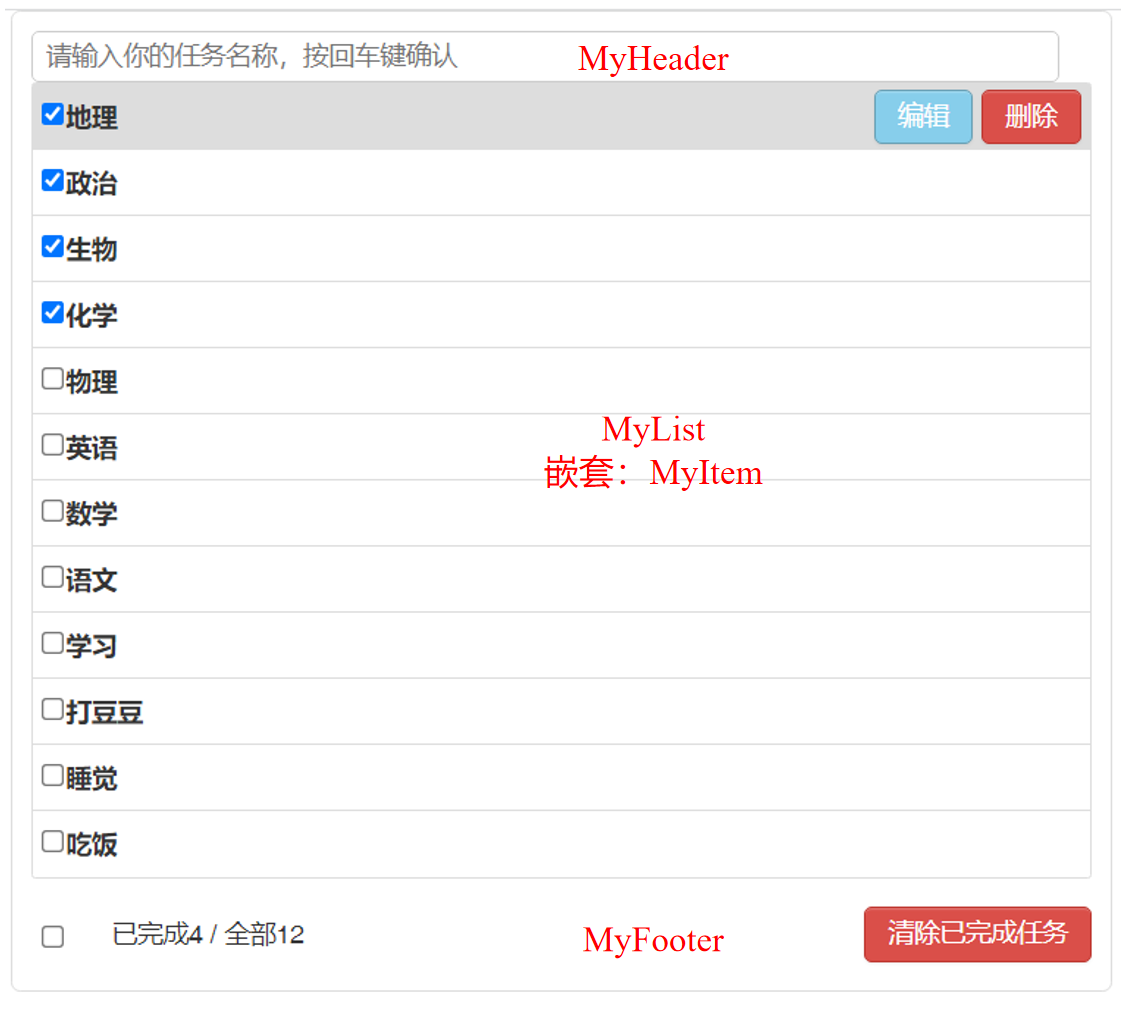 请输入你的任务名称，按回车键确认 MyHeader
地理 编辑 删除
政治
生物
化学
物理
MyList
英语
嵌套：MyItem
数学
语文
学习
打豆豆
睡觉
吃饭
已完成4 / 全部12 MyFooter 清除已完成任务